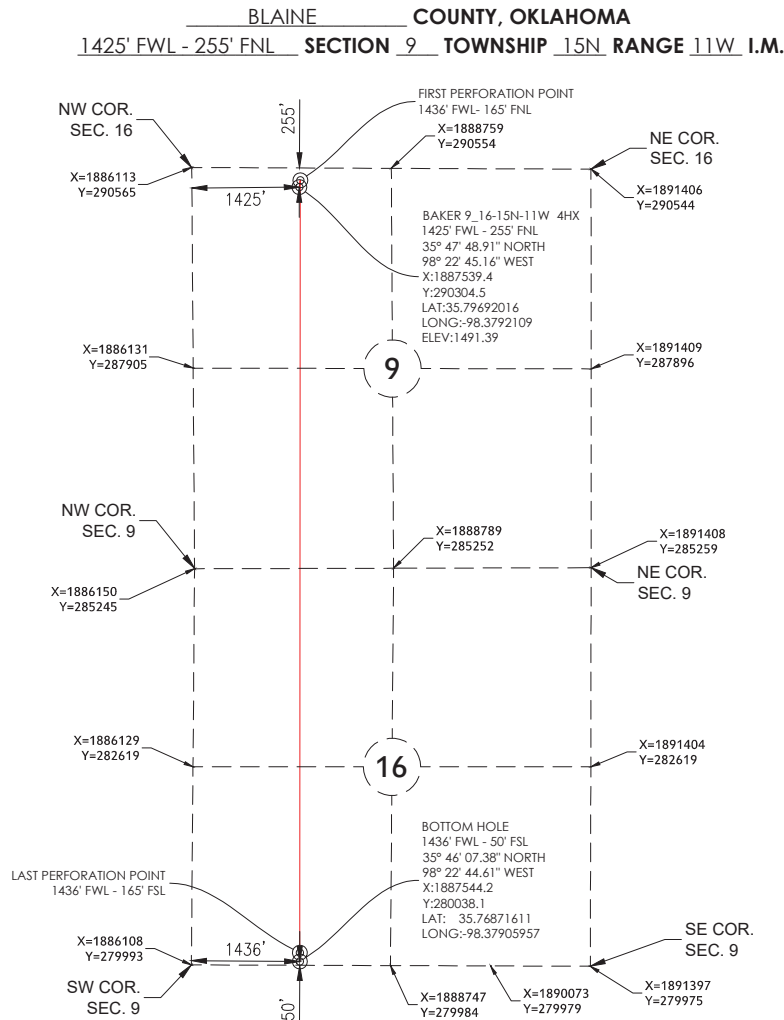 BLAINE COUNTY, OKLAHOMA
1425' FWL - 255' FNL SECTION 9 TOWNSHIP 15N RANGE 11W I.M.
FIRST PERFORATION POINT
1436' FWL- 165' FNL
255'
NW COR.
SEC. 16
X=1888759
Y=290554
NE COR.
SEC. 16
X=1886113
Y=290565
1425'
X=1891406
Y=290544
BAKER 9_16-15N-11W 4HX
1425' FWL - 255' FNL
35° 47' 48.91" NORTH
98° 22' 45.16" WEST
X:1887539.4
Y:290304.5
LAT:35.79692016
LONG:-98.3792109
ELEV:1491.39
X=1886131
Y=287905
X=1891409
Y=287896
9
NW COR.
SEC. 9
X=1888789
Y=285252
X=1891408
Y=285259
NE COR.
SEC. 9
X=1886150
Y=285245
X=1886129
Y=282619
X=1891404
Y=282619
16
BOTTOM HOLE
1436' FWL - 50' FSL
35° 46' 07.38" NORTH
98° 22' 44.61" WEST
X:1887544.2
Y:280038.1
LAT: 35.76871611
LONG:-98.37905957
LAST PERFORATION POINT
1436' FWL - 165' FSL
X=1886108
Y=279993
1436'
SE COR.
SEC. 9
SW COR.
SEC. 9
50'
X=1888747
Y=279984
X=1890073
Y=279979
X=1891397
Y=279975